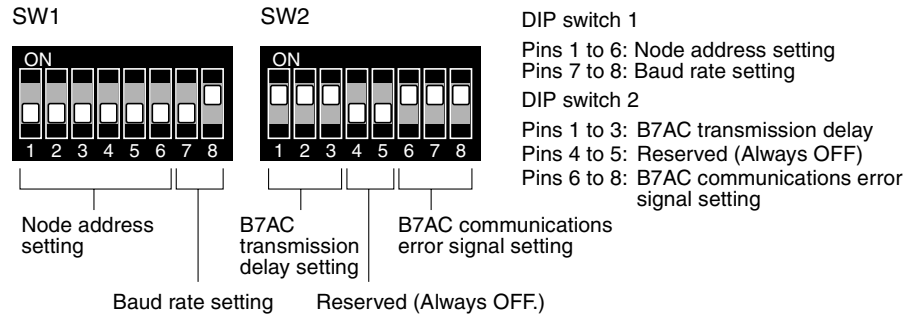 SW1
ON
1 2 3 4 5 6 7 8
Node address
setting
Baud rate setting
SW2
ON
1 2 3 4 5 6 7 8
B7AC
transmission
delay setting
Reserved (Always OFF.)
B7AC communications
error signal setting
DIP switch 1
Pins 1 to 6: Node address setting
Pins 7 to 8: Baud rate setting
DIP switch 2
Pins 1 to 3: B7AC transmission delay
Pins 4 to 5: Reserved (Always OFF)
Pins 6 to 8: B7AC communications error
signal setting